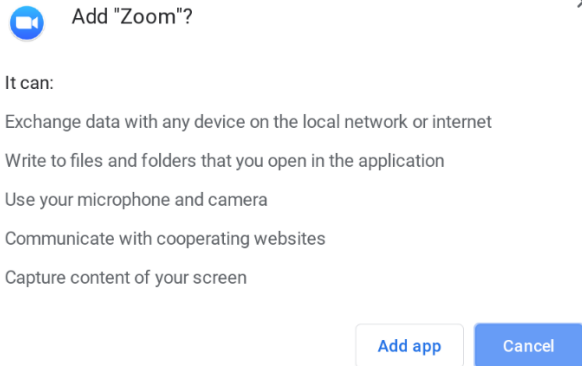 Add "Zoom"?
It can:
Exchange data with any device on the local network or internet
Write to files and folders that you open in the application
Use your microphone and camera
Communicate with cooperating websites
Capture content of your screen
Add app Cancel